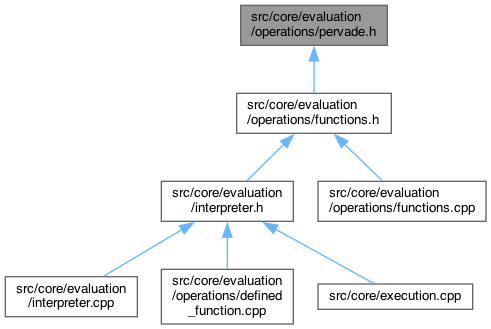 src/core/evaluation
/operations/pervade.h
src/core/evaluation
/operations/functions.h
src/core/evaluation
/interpreter.h
src/core/evaluation
/operations/functions.cpp
src/core/evaluation
/interpreter.cpp
src/core/evaluation
/operations/defined
_function.cpp
src/core/execution.cpp